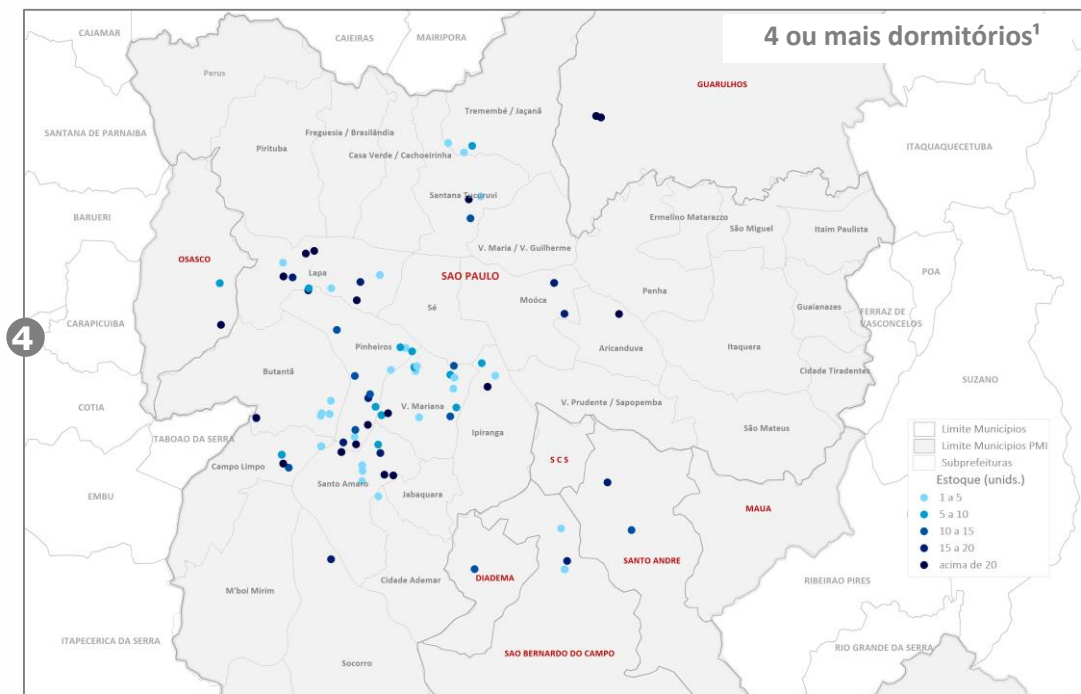 4 ou mais dormitórios¹
CAJAMAR
CAIEIRAS
MAIRIPORA
Perus
GUARULHOS
Tremembé / Jaçanã
SANTANA DE PARNAIBA
Freguesia / Brasilândia
Pirituba
Casa Verde / Cachoeirinha
ITAQUAQUECETUBA
Santana Tucuruvi
BARUERI
Ermelino Matarazzo
São Miguel
Itaim Paulista
V. Maria / V. Guilherme
OSASCO
Lapa
SAO PAULO
POA
Penha
Moóca
Sé
Guaianazes
FERRAZ DE
VASCONCELOS
CARAPICUIBA
4
Pinheiros
Aricanduva
Itaquera
Butantã
Cidade Tiradentes
SUZANO
COTIA
V. Mariana
V. Prudente / Sapopemba
TABOAO DA SERRA
Ipiranga
São Mateus
Limite Municípios
Limite Municipios PMI
Subprefeituras
S C S
Campo Limpo
Santo Amaro
Jabaquara
Estoque (unids.)
EMBU
1 a 5
5 a 10
MAUA
10 a 15
15 a 20
acima de 20
SANTO ANDRE
Cidade Ademar
DIADEMA
M'boi Mirim
RIBEIRAO PIRES
ITAPECERICA DA SERRA
SAO BERNARDO DO CAMPO
RIO GRANDE DA SERRA
Socorro